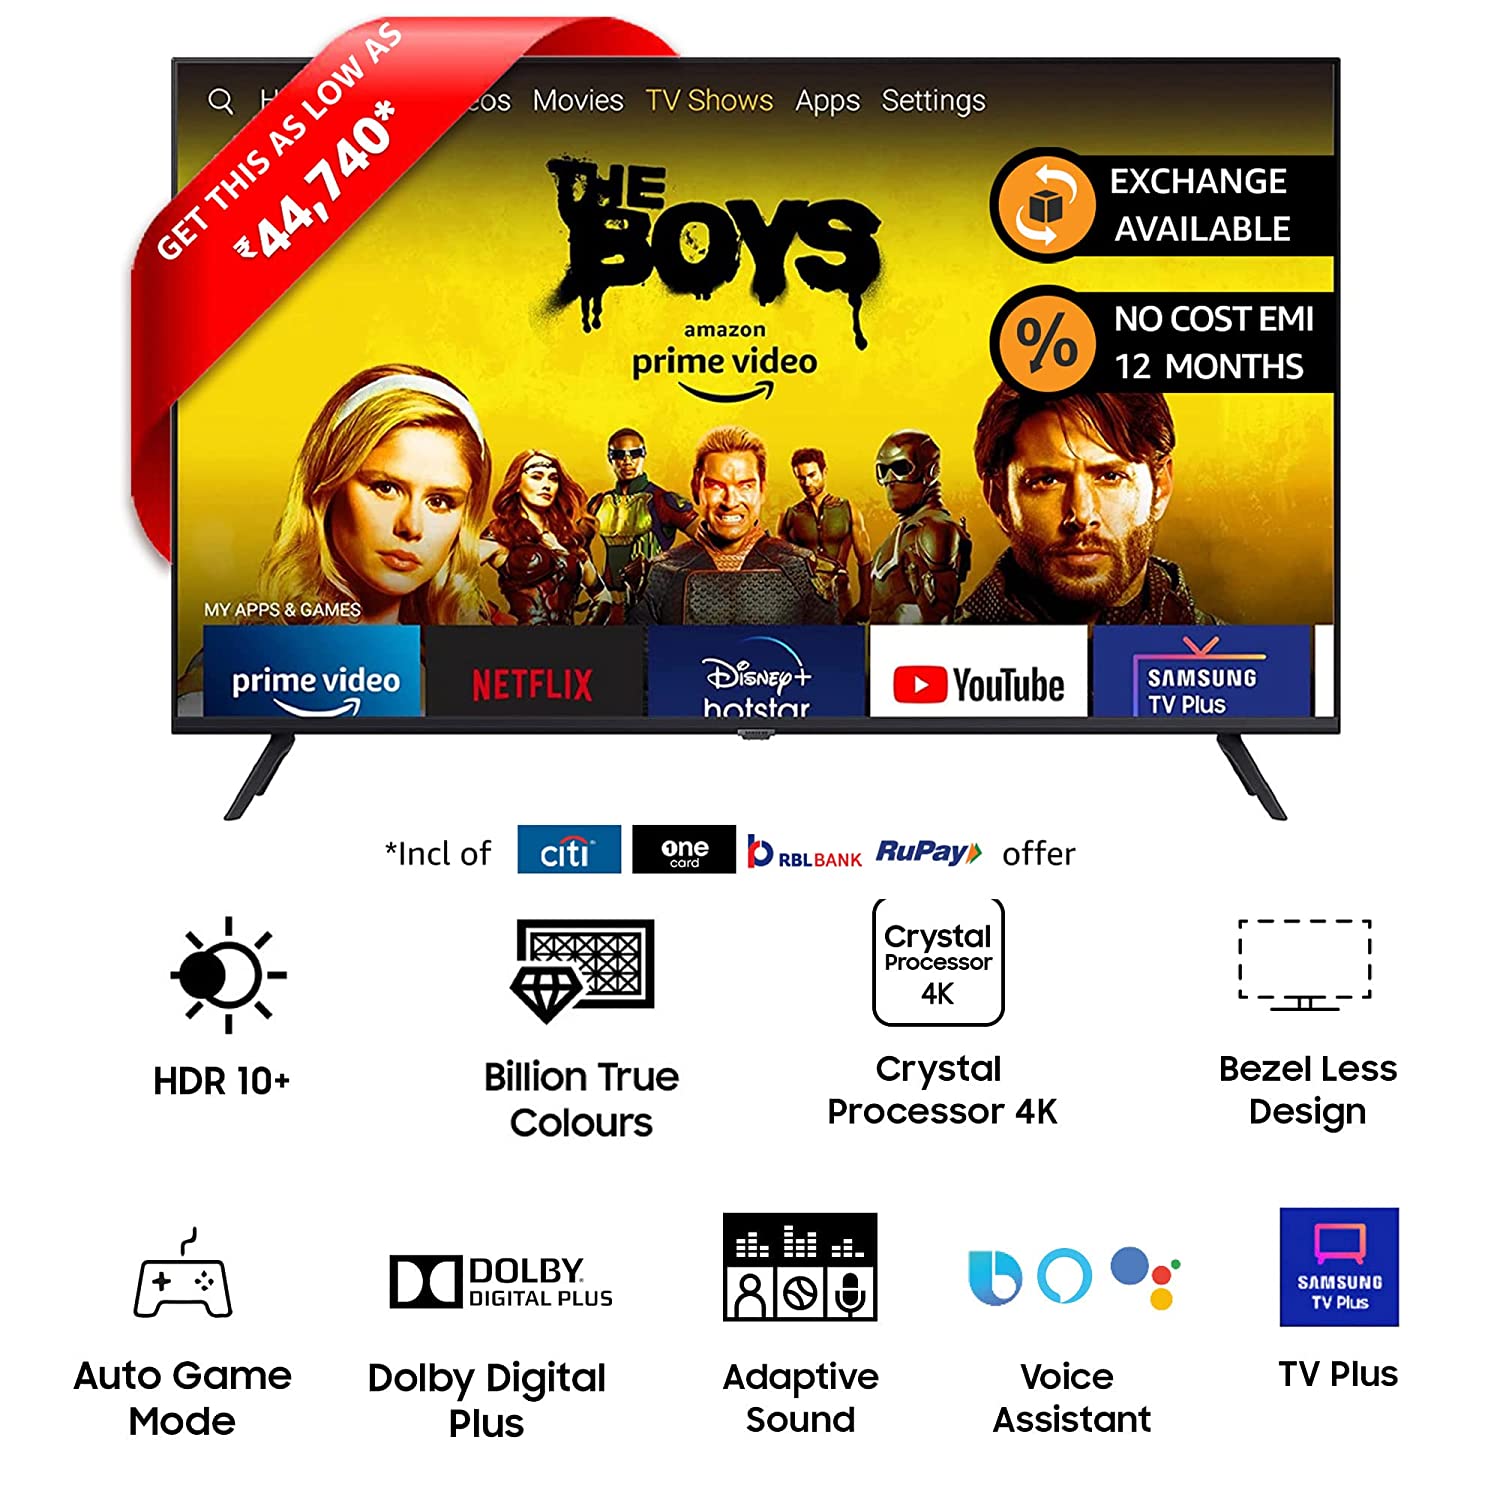 GET THIS AS LOW AS
₹44,740*
Movies TV Shows Apps Settings
THE
BOYS
amazon
prime video
EXCHANGE
AVAILABLE
NO COST EMI
12 MONTHS
%
MY APPS & GAMES
prime video
NETFLIX
Disney+
hotstar
YouTube
SAMSUNG
TV Plus
*Incl of citi one card RBLBANK RuPay offer
Crystal
Processor
4K
HDR 10+
Billion True
Colours
Crystal
Processor 4K
Bezel Less
Design
DOLBY
DIGITAL PLUS
SAMSUNG
TV Plus
Auto Game
Mode
Dolby Digital
Plus
Adaptive
Sound
Voice
Assistant
TV Plus